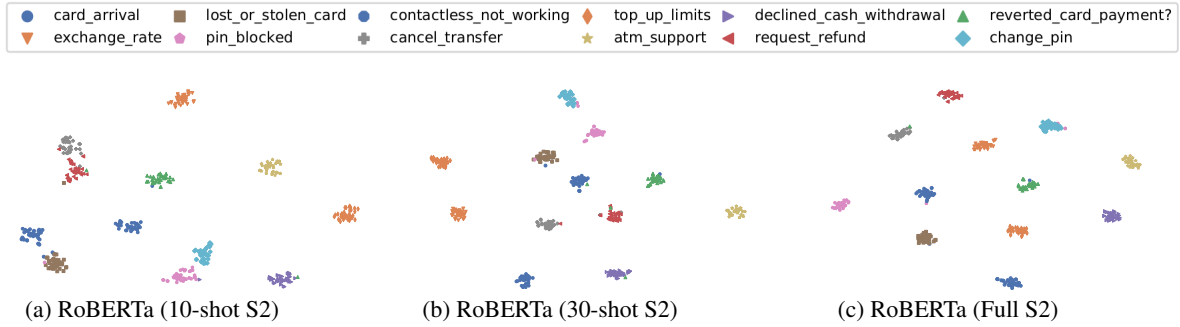 card_arrival lost_or_stolen_card contactless_not_working top_up_limits declined_cash_withdrawal reverted_card_payment?
exchange_rate pin_blocked cancel_transfer atm_support request_refund change_pin
(a) RoBERTa (10-shot S2) (b) RoBERTa (30-shot S2) (c) RoBERTa (Full S2)